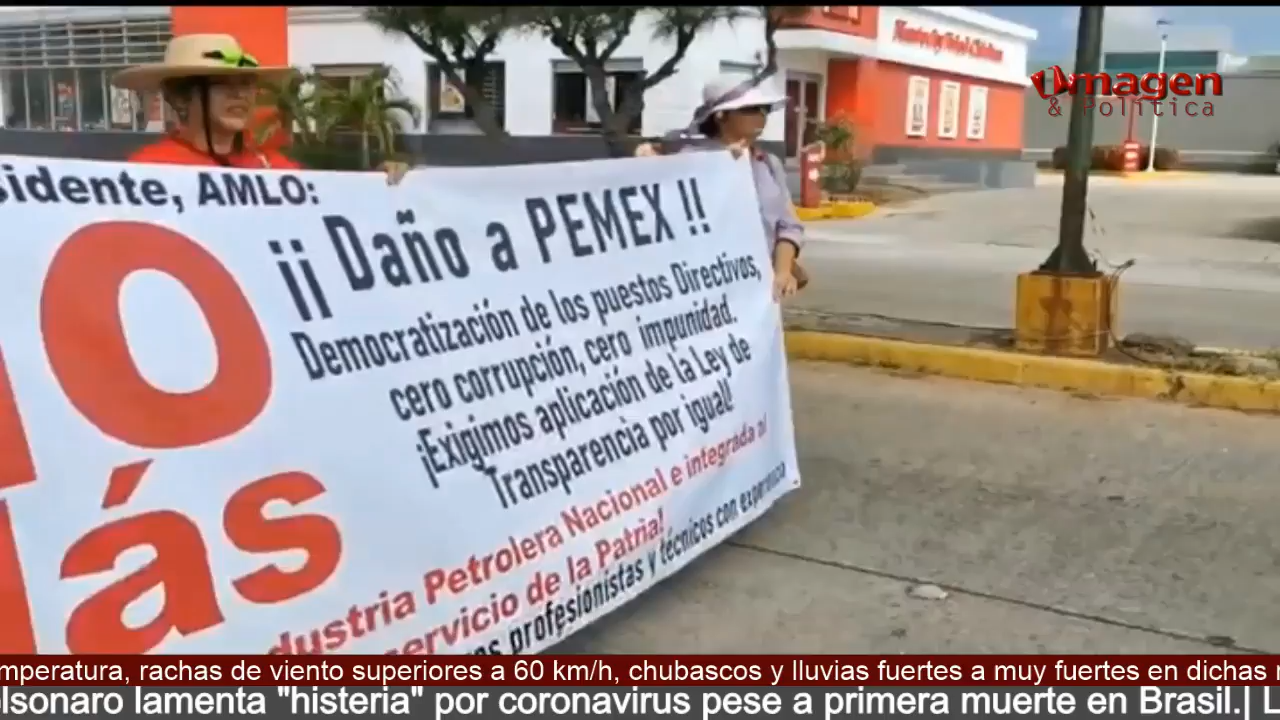 Imagen
& Política
sidente, AMLO:
¡¡ Daño a PEMEX !!
Democratización de los puestos Directivos,
cero corrupción, cero impunidad.
¡Exigimos aplicación de la Ley de
Transparencia por igual!
o
ás
dustria Petrolera Nacional e integrada al
servicio de la Patria!
profesionistas y técnicos con experiencia
mperatura, rachas de viento superiores a 60 km/h, chubascos y lluvias fuertes a muy fuertes en dichas
olsonaro lamenta "histeria" por coronavirus pese a primera muerte en Brasil.| L